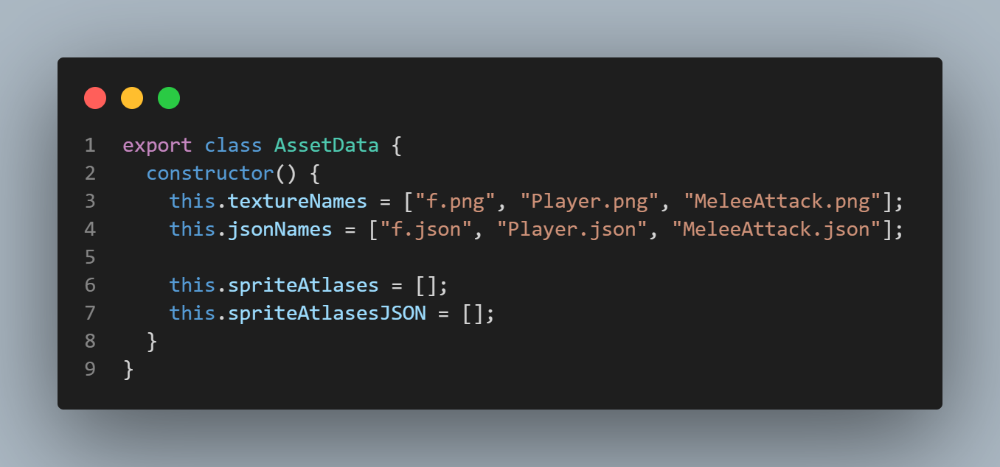 1 export class AssetData {
2   constructor() {
3     this.textureNames = ["f.png", "Player.png", "MeleeAttack.png"];
4     this.jsonNames = ["f.json", "Player.json", "MeleeAttack.json"];
5
6     this.spriteAtlases = [];
7     this.spriteAtlasesJSON = [];
8   }
9 }